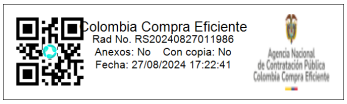 Colombia Compra Eficiente
Rad No. RS20240827011986
Anexos: No Con copia: No
Fecha: 27/08/2024 17:22:41
Agencia Nacional
de Contratación Pública
Colombia Compra Eficiente